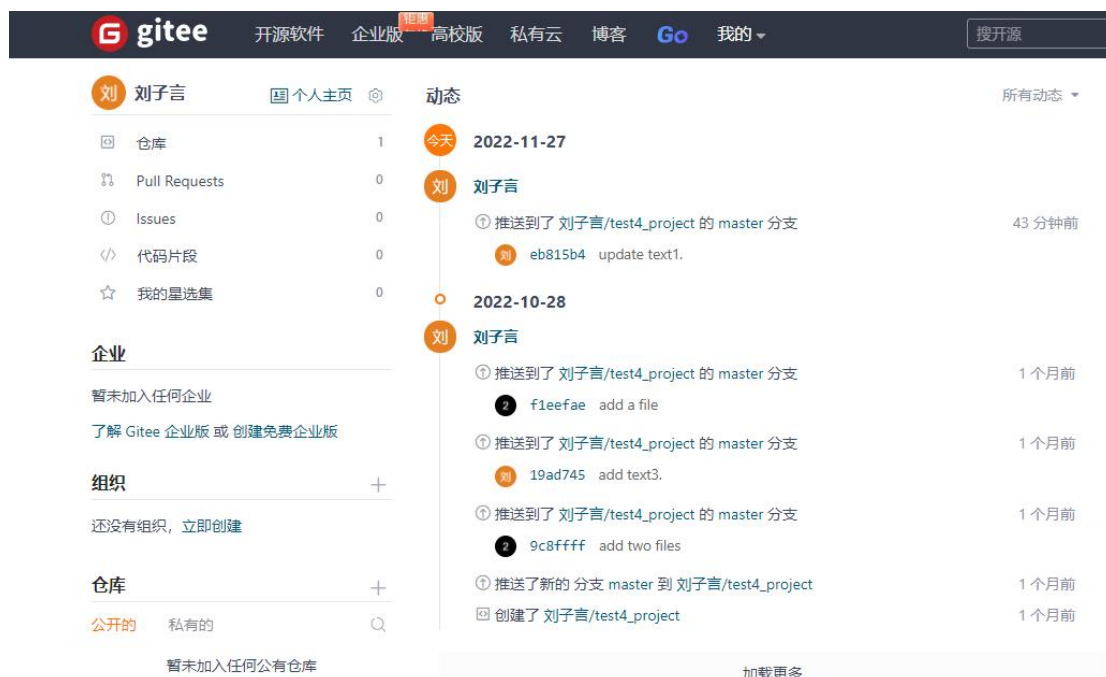 gitee 开源软件 企业版 钜惠 高校版 私有云 博客 Go 我的 搜开源
刘 刘子言 个人主页
仓库 1
Pull Requests 0
Issues 0
代码片段 0
我的星选集 0
企业
暂未加入任何企业
了解 Gitee 企业版 或 创建免费企业版
组织
还没有组织，立即创建
仓库
公开的 私有的
暂未加入任何公有仓库
动态 所有动态
今天 2022-11-27
刘 刘子言
推送到了 刘子言/test4_project 的 master 分支 43 分钟前
刘 eb815b4 update text1.
2022-10-28
刘 刘子言
推送到了 刘子言/test4_project 的 master 分支 1 个月前
2 f1eefae add a file
推送到了 刘子言/test4_project 的 master 分支 1 个月前
刘 19ad745 add text3.
推送到了 刘子言/test4_project 的 master 分支 1 个月前
2 9c8ffff add two files
推送了新的 分支 master 到 刘子言/test4_project 1 个月前
创建了 刘子言/test4_project 1 个月前
加载更多